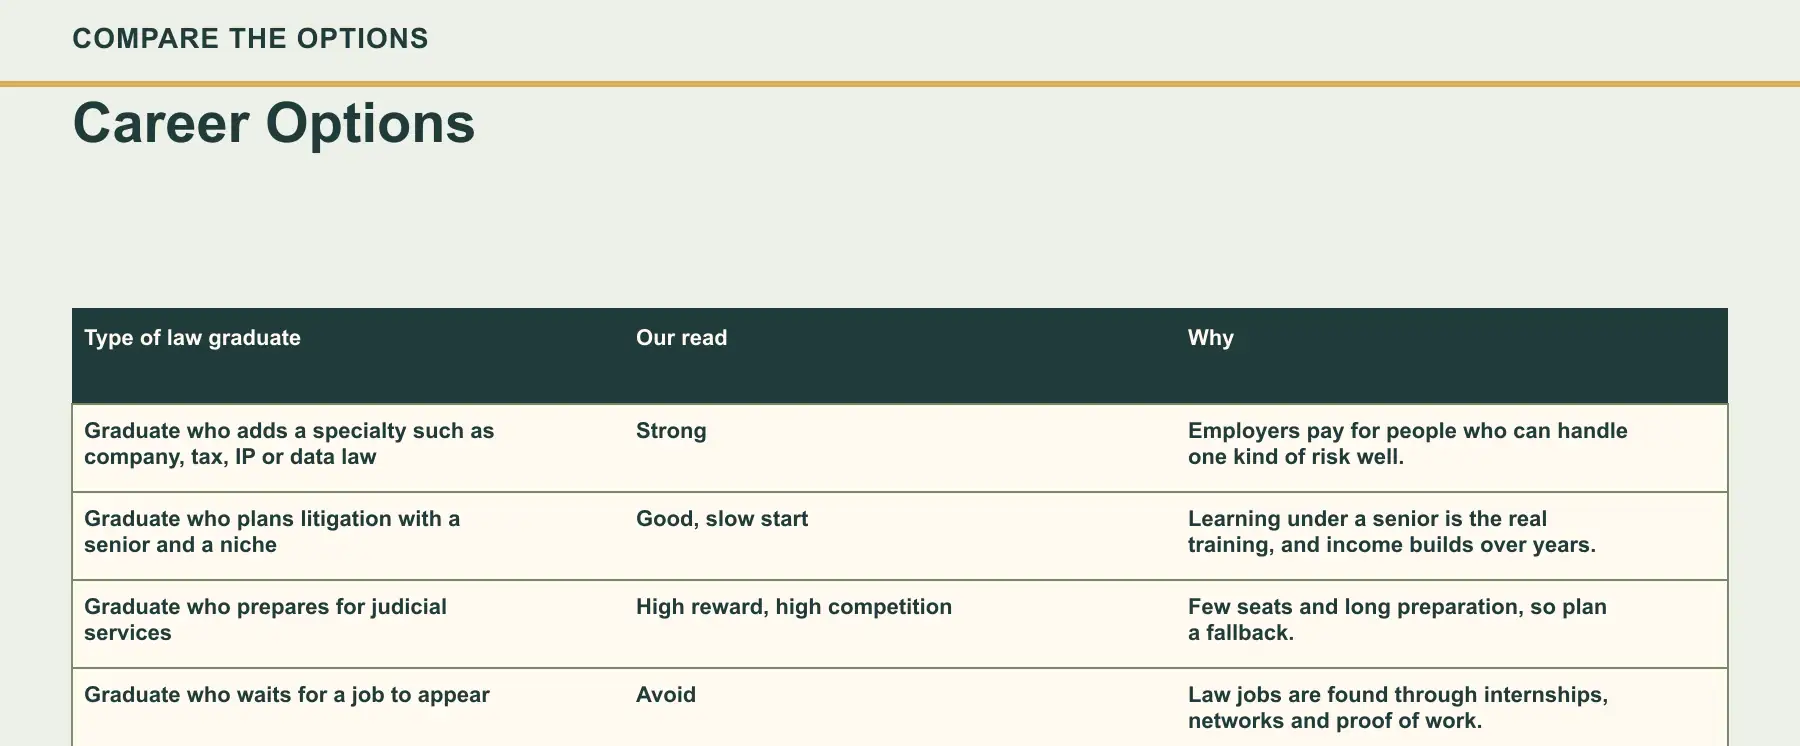 COMPARE THE OPTIONS
Career Options
Type of law graduate
Our read
Why
Graduate who adds a specialty such as
company, tax, IP or data law
Strong
Employers pay for people who can handle
one kind of risk well.
Graduate who plans litigation with a
senior and a niche
Good, slow start
Learning under a senior is the real
training, and income builds over years.
Graduate who prepares for judicial
services
High reward, high competition
Few seats and long preparation, so plan
a fallback.
Graduate who waits for a job to appear
Avoid
Law jobs are found through internships,
networks and proof of work.